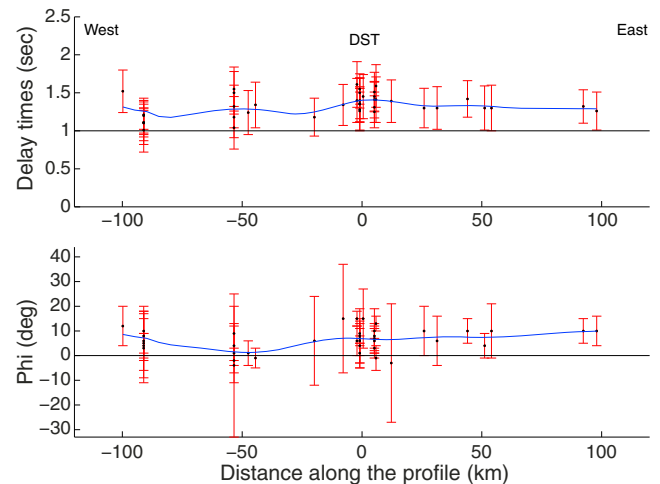 West DST East
Delay times (sec)
2.5
2
1.5
1
0.5
0
−100 −50 0 50 100
Phi (deg)
40
30
20
10
0
−10
−20
−30
−100 −50 0 50 100
Distance along the profile (km)